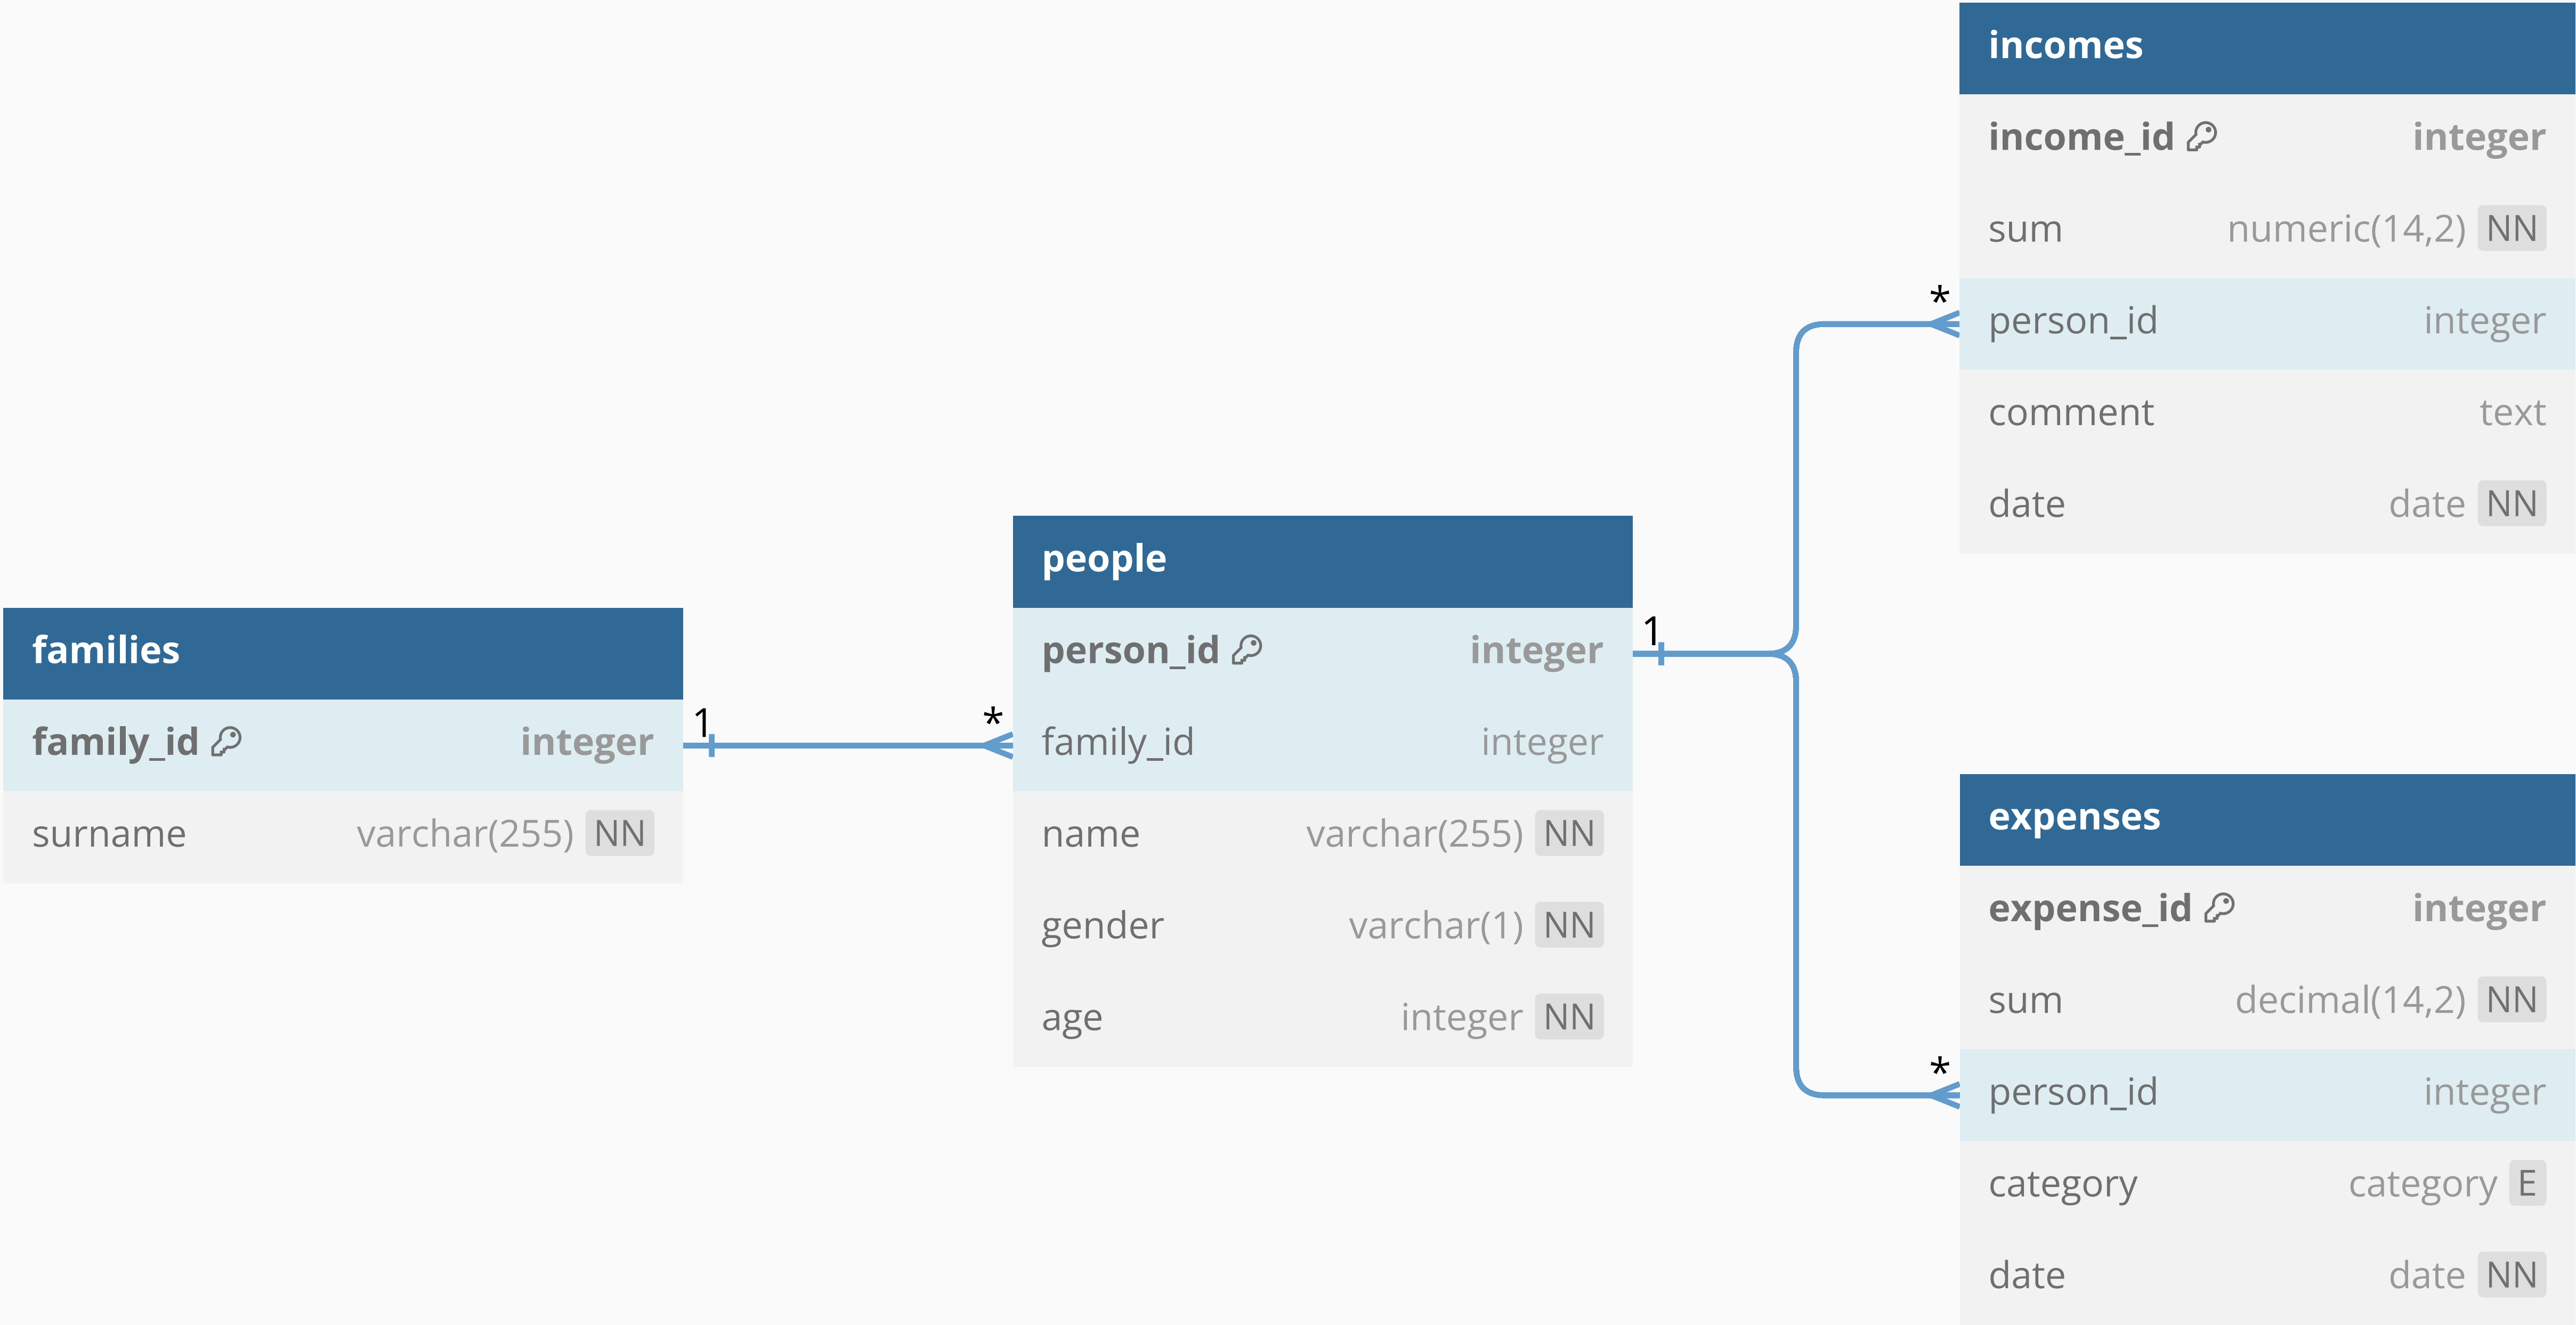 families
family_id integer
surname varchar(255) NN
1 *
people
person_id integer
family_id integer
name varchar(255) NN
gender varchar(1) NN
age integer NN
1
*
*
incomes
income_id integer
sum numeric(14,2) NN
person_id integer
comment text
date date NN
expenses
expense_id integer
sum decimal(14,2) NN
person_id integer
category category E
date date NN